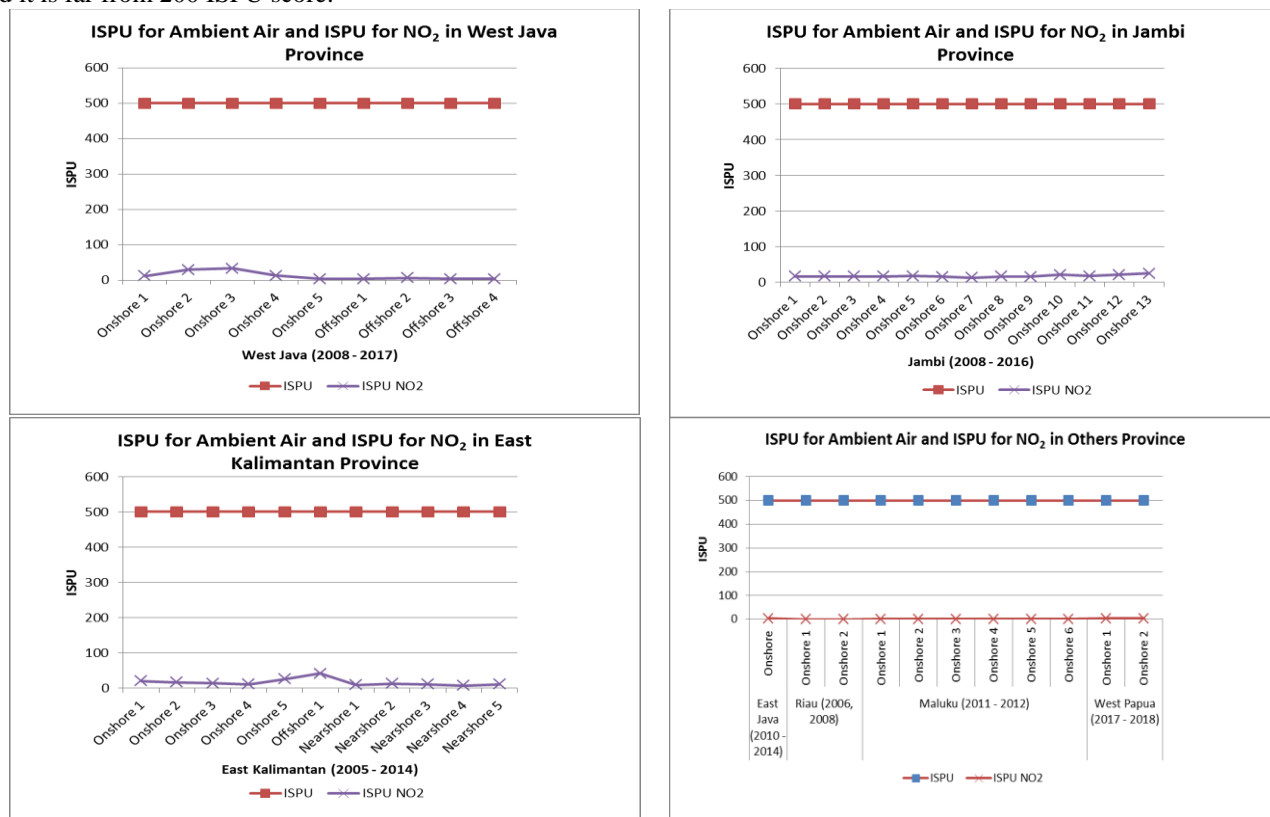 d it is far from 200 ISPU score.
ISPU for Ambient Air and ISPU for NO2 in West Java
Province
600
500
400
300
200
100
0
ISPU
Onshore 1
Onshore 2
Onshore 3
Onshore 4
Onshore 5
Offshore 1
Offshore 2
Offshore 3
Offshore 4
West Java (2008 - 2017)
ISPU
ISPU NO2
ISPU for Ambient Air and ISPU for NO2 in Jambi
Province
600
500
400
300
200
100
0
ISPU
Onshore 1
Onshore 2
Onshore 3
Onshore 4
Onshore 5
Onshore 6
Onshore 7
Onshore 8
Onshore 9
Onshore 10
Onshore 11
Onshore 12
Onshore 13
Jambi (2008 - 2016)
ISPU
ISPU NO2
ISPU for Ambient Air and ISPU for NO2 in East
Kalimantan Province
600
500
400
300
200
100
0
ISPU
Onshore 1
Onshore 2
Onshore 3
Onshore 4
Onshore 5
Offshore 1
Nearshore 1
Nearshore 2
Nearshore 3
Nearshore 4
Nearshore 5
East Kalimantan (2005 - 2014)
ISPU
ISPU NO2
ISPU for Ambient Air and ISPU for NO2 in Others Province
600
500
400
300
200
100
0
ISPU
Onshore
Onshore 1
Onshore 2
Onshore 1
Onshore 2
Onshore 3
Onshore 4
Onshore 5
Onshore 6
Onshore 1
Onshore 2
East
Java
(2010 -
2014)
Riau (2006,
2008)
Maluku (2011 - 2012)
West Papua
(2017 - 2018)
ISPU
ISPU NO2